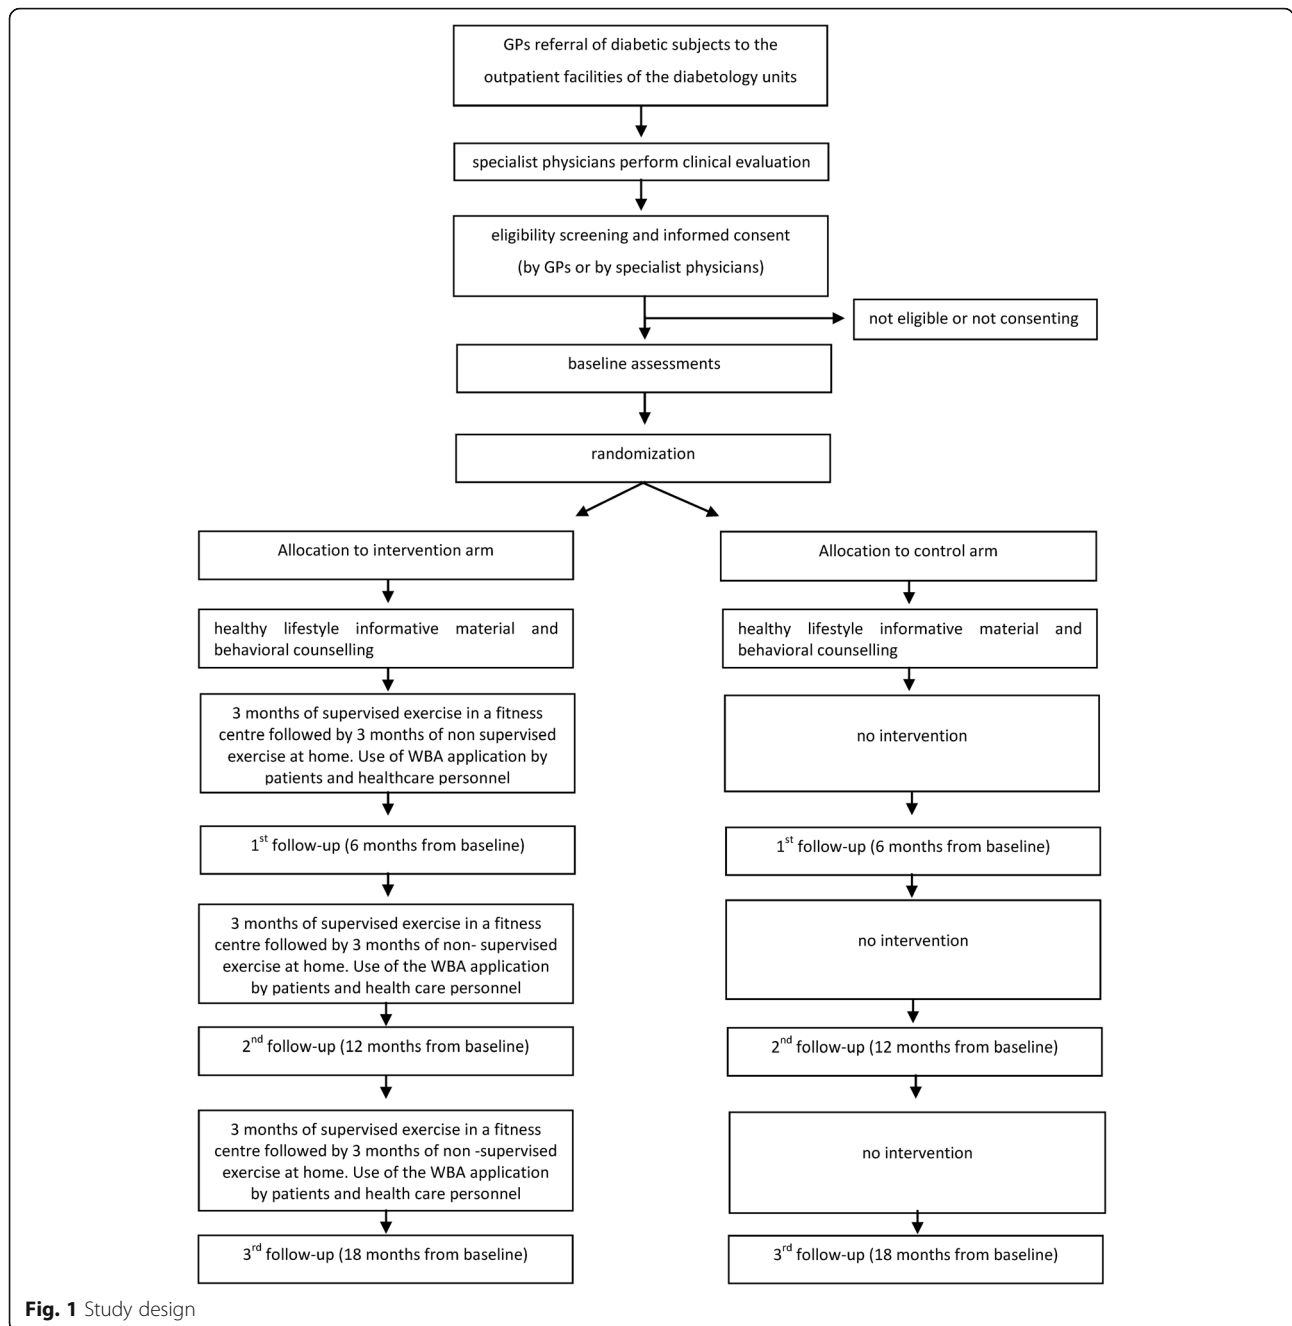 GPs referral of diabetic subjects to the
outpatient facilities of the diabetology units
specialist physicians perform clinical evaluation
eligibility screening and informed consent
(by GPs or by specialist physicians)
not eligible or not consenting
baseline assessments
randomization
Allocation to intervention arm
Allocation to control arm
healthy lifestyle informative material and
behavioral counselling
healthy lifestyle informative material and
behavioral counselling
3 months of supervised exercise in a fitness
centre followed by 3 months of non supervised
exercise at home. Use of WBA application by
patients and healthcare personnel
no intervention
1st follow-up (6 months from baseline)
1st follow-up (6 months from baseline)
3 months of supervised exercise in a fitness
centre followed by 3 months of non- supervised
exercise at home. Use of the WBA application
by patients and health care personnel
no intervention
2nd follow-up (12 months from baseline)
2nd follow-up (12 months from baseline)
3 months of supervised exercise in a fitness
centre followed by 3 months of non -supervised
exercise at home. Use of the WBA application
by patients and health care personnel
no intervention
3rd follow-up (18 months from baseline)
3rd follow-up (18 months from baseline)
Fig. 1 Study design